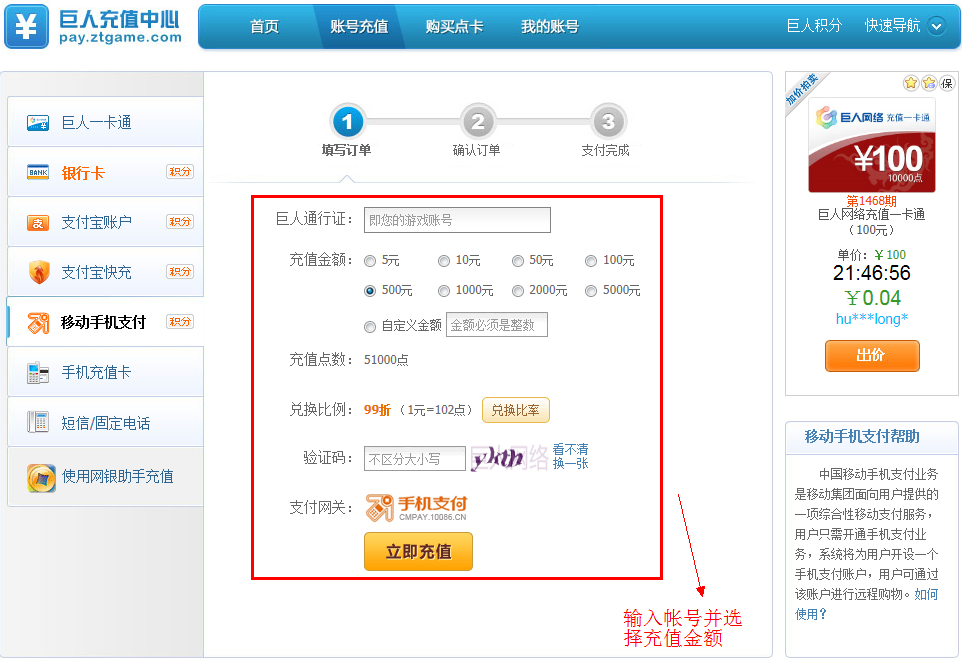 巨人充值中心
pay.ztgame.com
首页 账号充值 购买点卡 我的账号 巨人积分 快速导航
巨人一卡通
银行卡 积分
支付宝账户 积分
支付宝快充 积分
移动手机支付 积分
手机充值卡
短信/固定电话
使用网银助手充值
1 2 3
填写订单 确认订单 支付完成
巨人通行证： 即您的游戏账号
充值金额： 5元 10元 50元 100元
500元 1000元 2000元 5000元
自定义金额 金额必须是整数
充值点数： 51000点
兑换比例： 99折 （1元=102点） 兑换比率
验证码： 不区分大小写 ykth 看不清
换一张
支付网关： 手机支付
CMPAY.10086.CN
立即充值
输入帐号并选
择充值金额
加价拍卖
保
巨人网络 充值一卡通
¥100
10000点
第1468期
巨人网络充值一卡通
（100元）
单价：￥100
21:46:56
￥0.04
hu***long*
出价
移动手机支付帮助
中国移动手机支付业务
是移动集团面向用户提供的
一项综合性移动支付服务，
用户只需开通手机支付业
务，系统将为用户开设一个
手机支付账户，用户可通过
该账户进行远程购物。如何
使用？